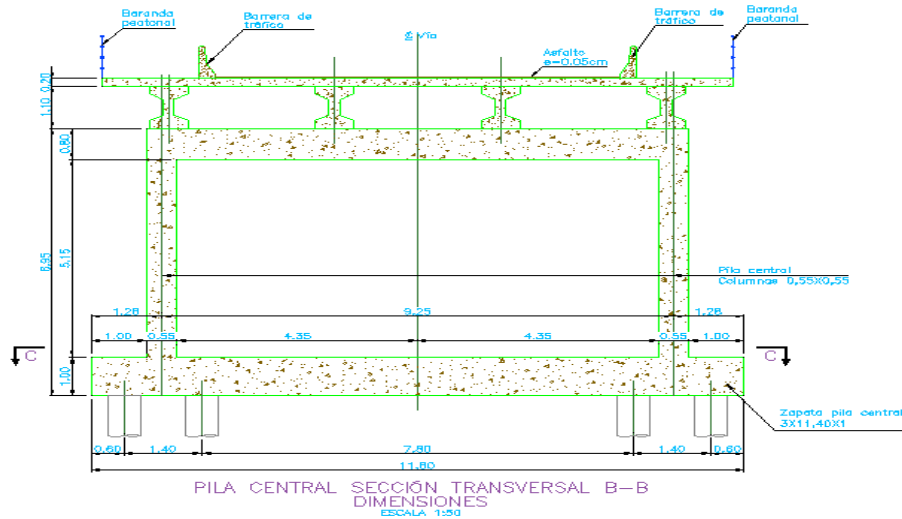 Baranda
peatonal
Barrera de
tráfico
Barrera de
tráfico
Baranda
peatonal
₤ Vía
Asfalto
e=0.05cm
0.20
1.10
0.80
5.15
6.95
1.00
Pila central
Columnas 0,55X0,55
1.28
9.25
1.28
1.00
0.55
4.35
4.35
0.55
1.00
C
C
Zapata pila central
3X11,40X1
0.60
1.40
7.80
1.40
0.60
11.80
PILA CENTRAL SECCIÓN TRANSVERSAL B-B
DIMENSIONES
ESCALA 1:50